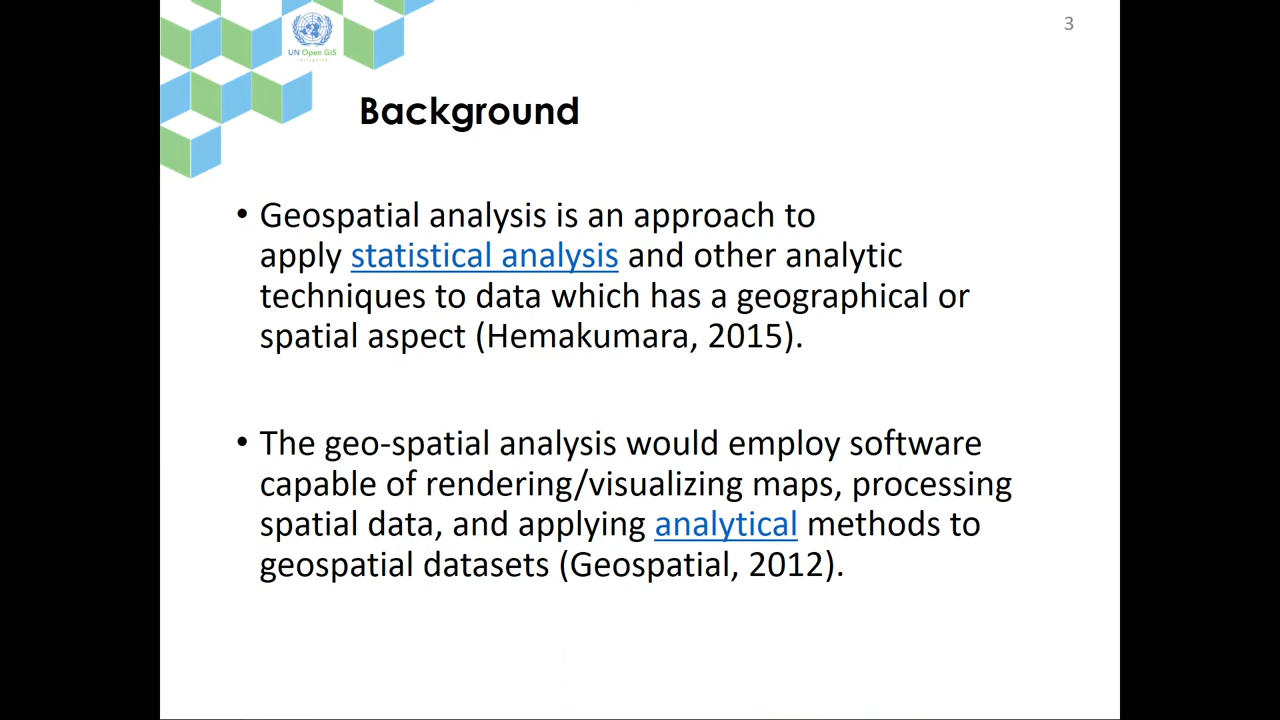 3
UN Open GIS
INITIATIVE
Background
• Geospatial analysis is an approach to
apply statistical analysis and other analytic
techniques to data which has a geographical or
spatial aspect (Hemakumara, 2015).
• The geo-spatial analysis would employ software
capable of rendering/visualizing maps, processing
spatial data, and applying analytical methods to
geospatial datasets (Geospatial, 2012).